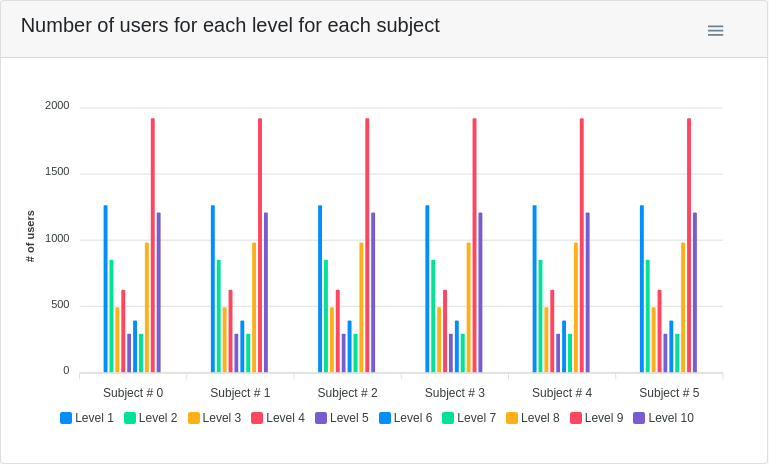 Number of users for each level for each subject
# of users
2000
1500
1000
500
0
Subject # 0 Subject # 1 Subject # 2 Subject # 3 Subject # 4 Subject # 5
Level 1 Level 2 Level 3 Level 4 Level 5 Level 6 Level 7 Level 8 Level 9 Level 10